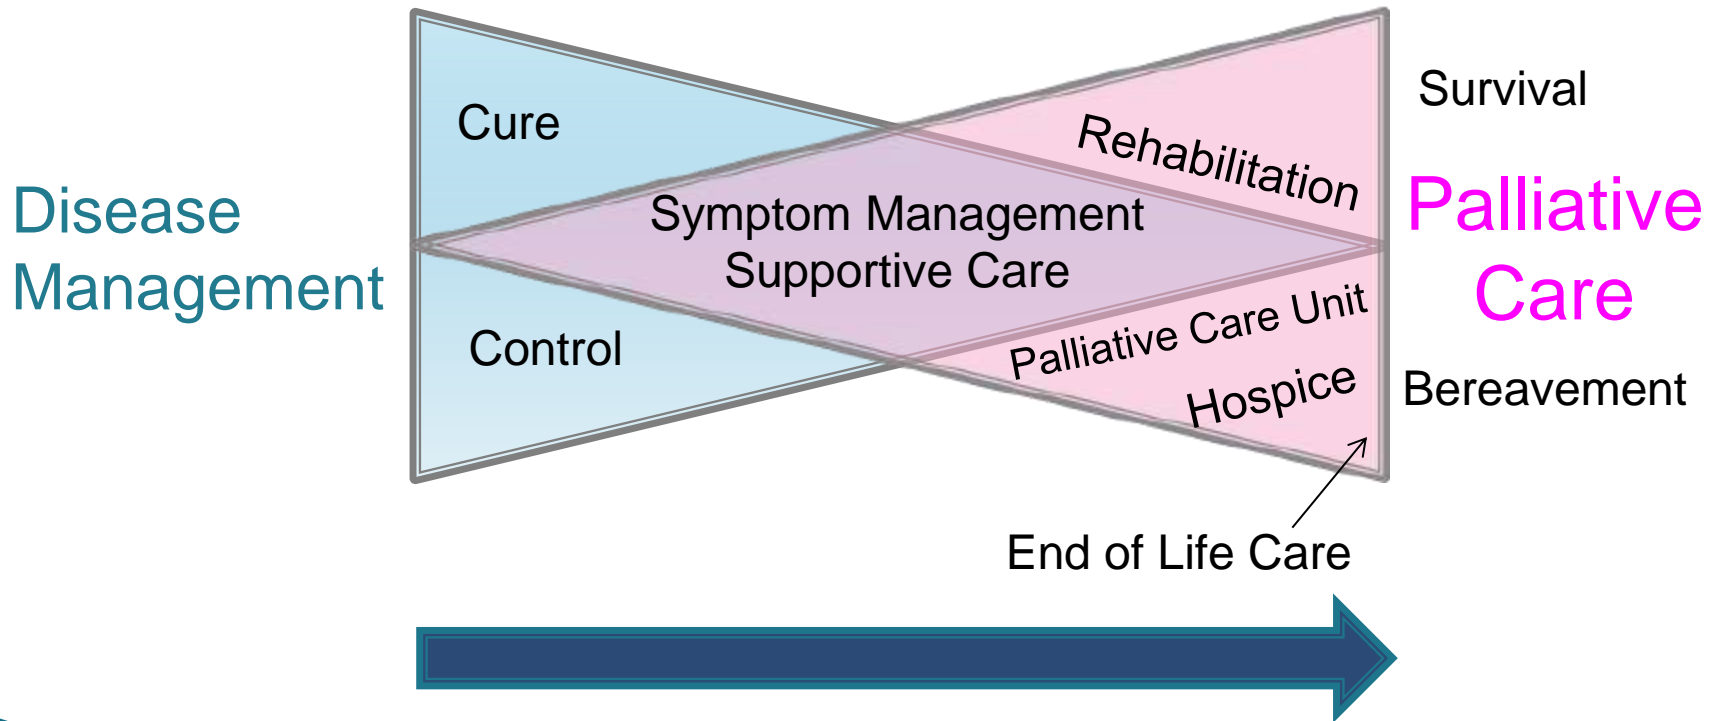 Disease
Management
Cure
Control
Symptom Management
Supportive Care
Rehabilitation
Palliative Care Unit
Hospice
End of Life Care
Survival
Palliative
Care
Bereavement